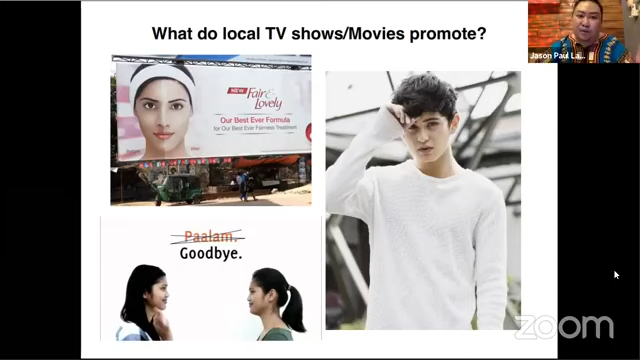 What do local TV shows/Movies promote?
Jason Paul La...
NEW
Fair & Lovely
Our Best Ever Formula
for Our Best Ever Fairness Treatment
Paalam.
Goodbye.
zoom